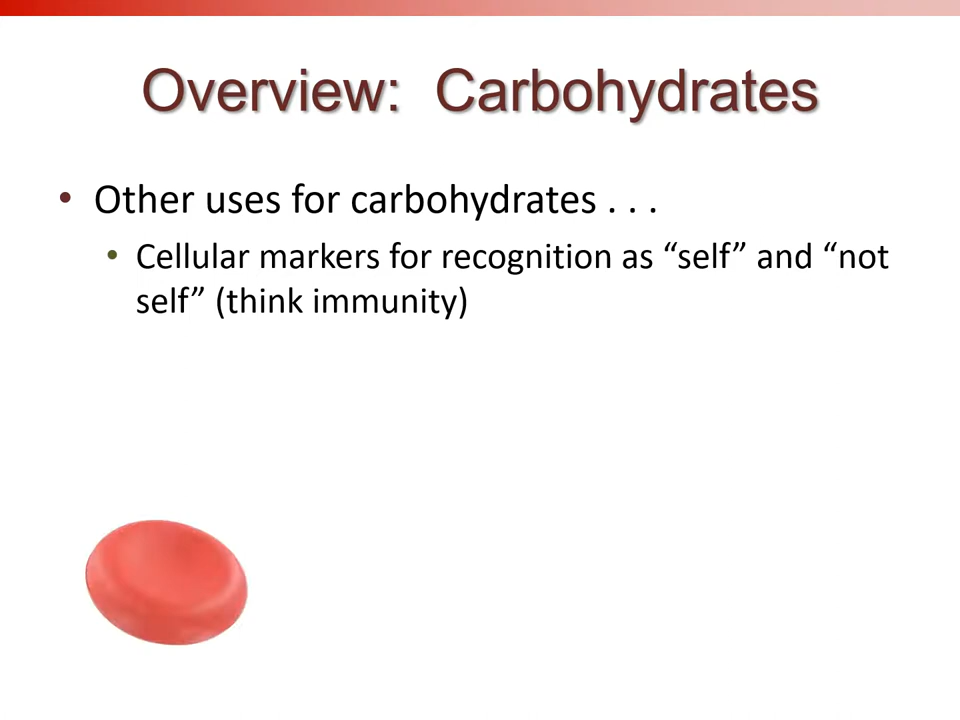 Overview:  Carbohydrates
• Other uses for carbohydrates . . .
• Cellular markers for recognition as “self” and “not
self” (think immunity)